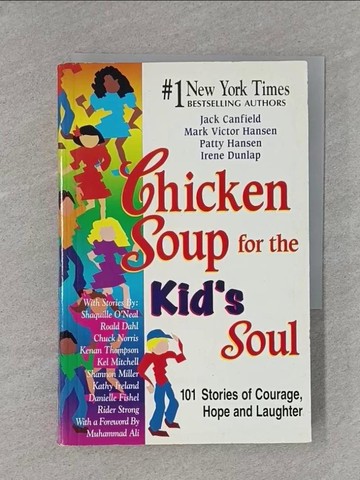 #1 New York Times
BESTSELLING AUTHORS
Jack Canfield
Mark Victor Hansen
Patty Hansen
Irene Dunlap
Chicken
Soup for the
Kid's
Soul
101 Stories of Courage,
Hope and Laughter
With Stories By:
Shaquille O'Neal
Roald Dahl
Chuck Norris
Kenan Thompson
Kel Mitchell
Shannon Miller
Kathy Ireland
Danielle Fishel
Rider Strong
With a Foreword By
Muhammad Ali